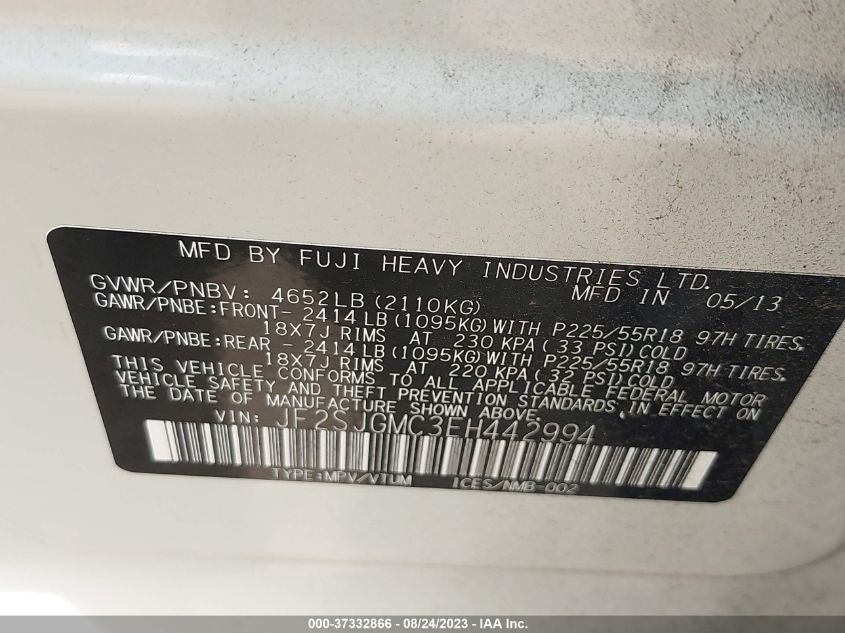 MFD BY FUJI HEAVY INDUSTRIES LTD.
GVWR/PNBV: 4652LB(2110KG) MFD IN 05/13
GAWR/PNBE:FRONT- 2414LB(1095KG)WITH P225/55R18 97H TIRES,
18X7J RIMS AT 230 KPA(33 PSI)COLD
GAWR/PNBE:REAR - 2414LB(1095KG)WITH P225/55R18 97H TIRES,
18X7J RIMS AT 220 KPA(32 PSI)COLD
THIS VEHICLE CONFORMS TO ALL APPLICABLE FEDERAL MOTOR
VEHICLE SAFETY AND THEFT PREVENTION STANDARDS IN EFFECT ON
THE DATE OF MANUFACTURE SHOWN ABOVE.
VIN: JF2SJGMC3EH442994
TYPE:MPV/VTUM ICES/NMB-002
000-37332866 - 08/24/2023 - IAA Inc.